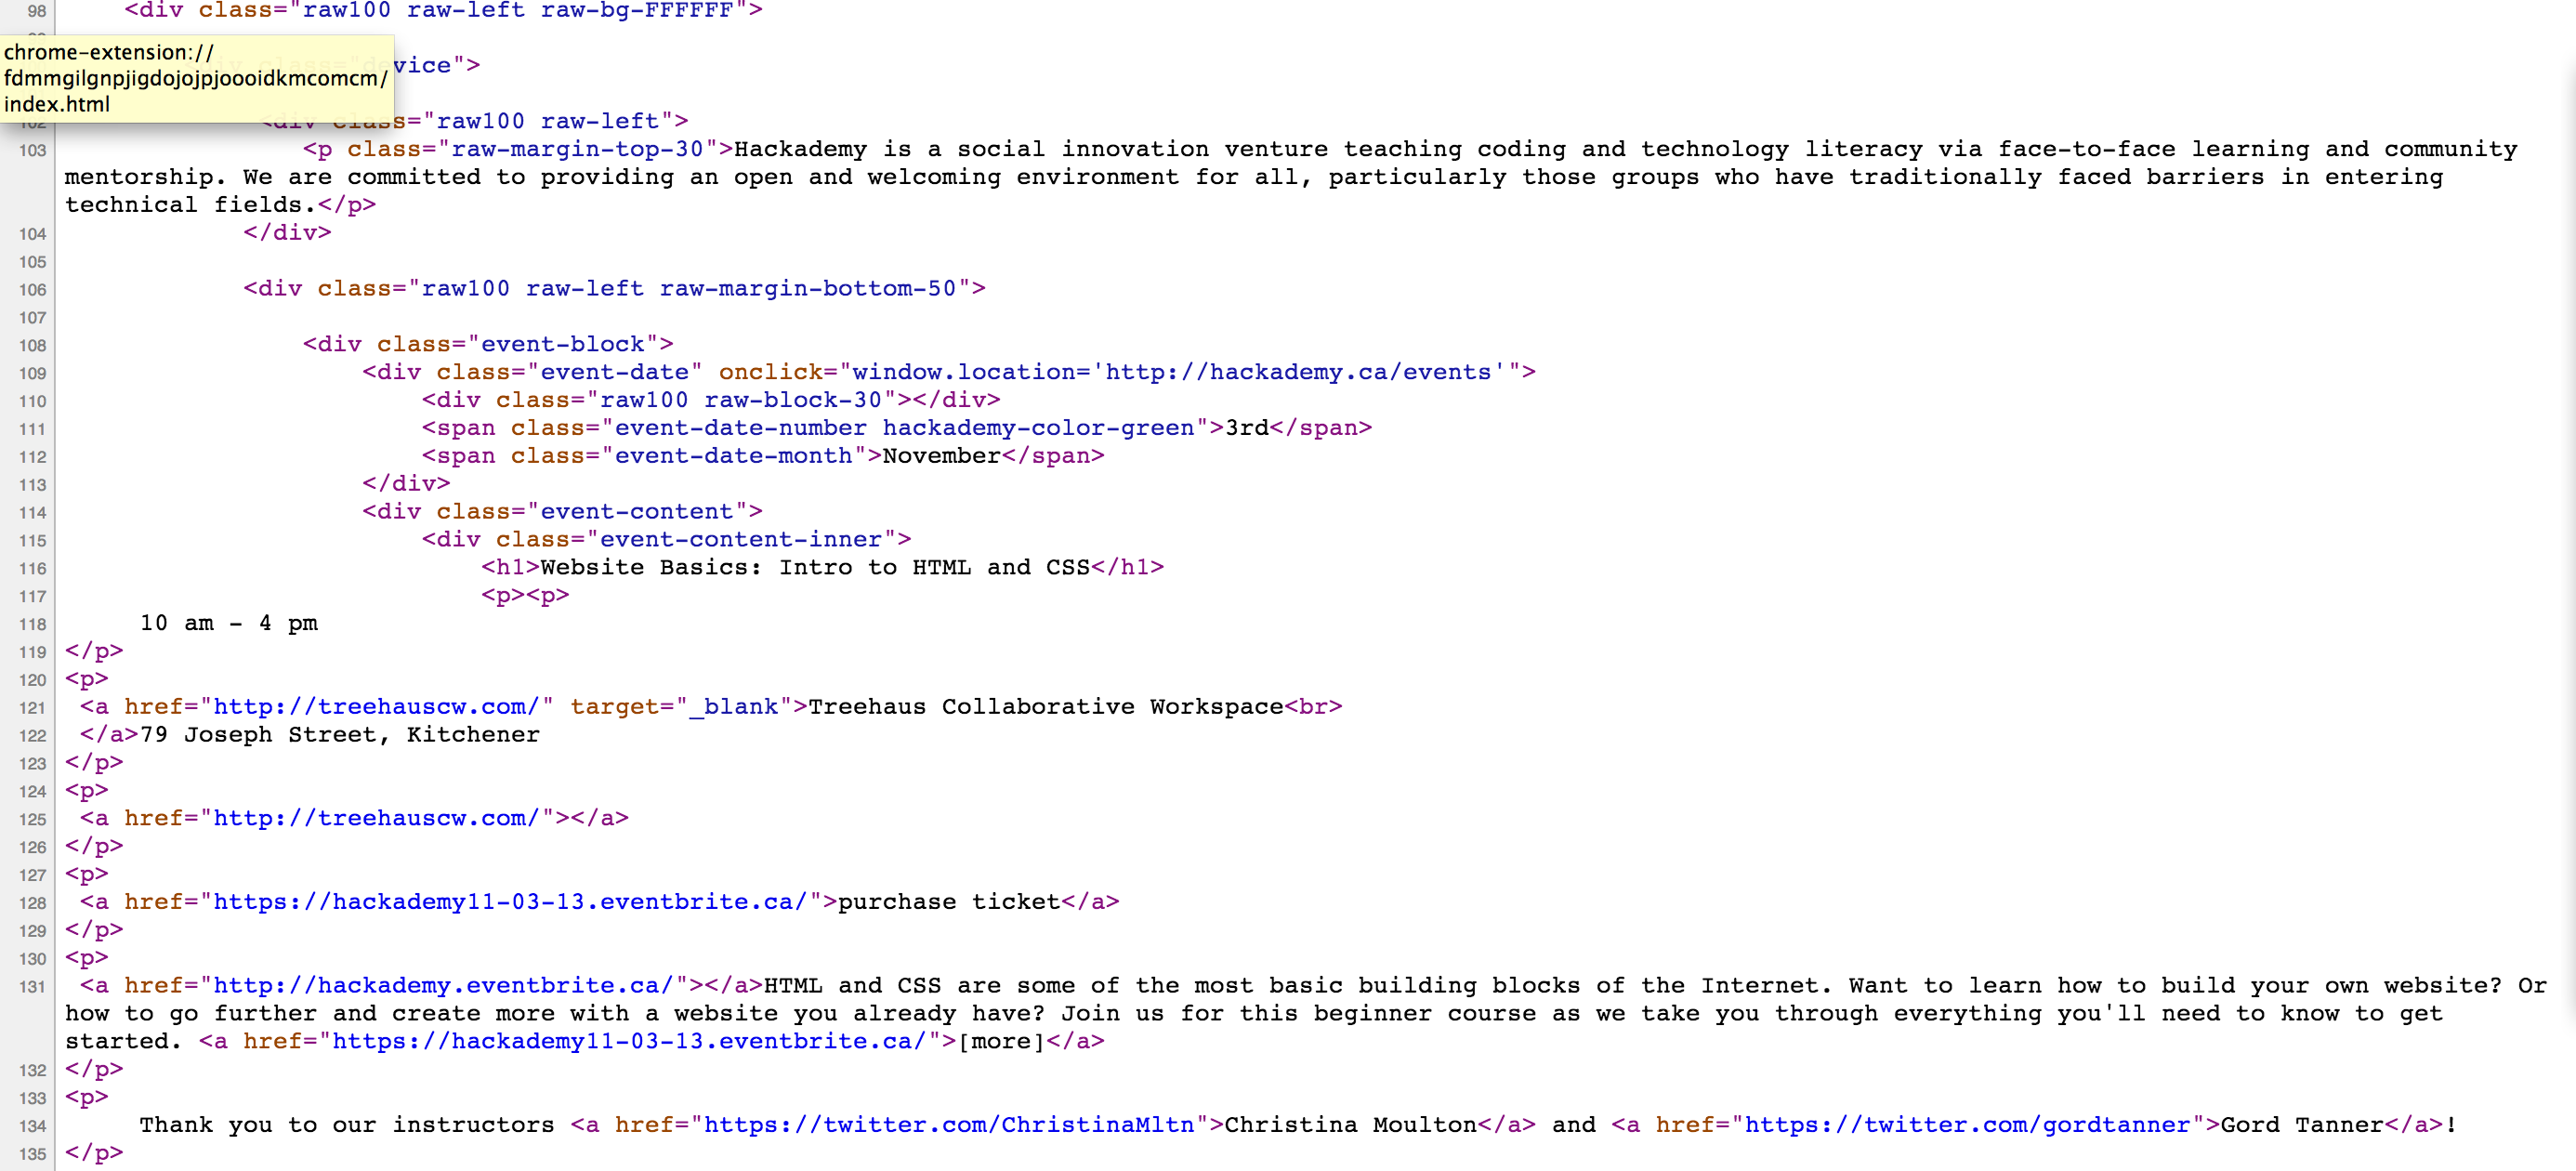 98 <div class="raw100 raw-left raw-bg-FFFFFF">
chrome-extension://
fdmmgilgnpjigdojojpjoooidkmcomcm/
index.html
<div class="device">
102 <div class="raw100 raw-left">
103 <p class="raw-margin-top-30">Hackademy is a social innovation venture teaching coding and technology literacy via face-to-face learning and community
mentorship. We are committed to providing an open and welcoming environment for all, particularly those groups who have traditionally faced barriers in entering
technical fields.</p>
104 </div>
105
106 <div class="raw100 raw-left raw-margin-bottom-50">
107
108 <div class="event-block">
109 <div class="event-date" onclick="window.location='http://hackademy.ca/events'">
110 <div class="raw100 raw-block-30"></div>
111 <span class="event-date-number hackademy-color-green">3rd</span>
112 <span class="event-date-month">November</span>
113 </div>
114 <div class="event-content">
115 <div class="event-content-inner">
116 <h1>Website Basics: Intro to HTML and CSS</h1>
117 <p><p>
118 10 am - 4 pm
119 </p>
120 <p>
121 <a href="http://treehauscw.com/" target="_blank">Treehaus Collaborative Workspace<br>
122 </a>79 Joseph Street, Kitchener
123 </p>
124 <p>
125 <a href="http://treehauscw.com/"></a>
126 </p>
127 <p>
128 <a href="https://hackademy11-03-13.eventbrite.ca/">purchase ticket</a>
129 </p>
130 <p>
131 <a href="http://hackademy.eventbrite.ca/"></a>HTML and CSS are some of the most basic building blocks of the Internet. Want to learn how to build your own website? Or
how to go further and create more with a website you already have? Join us for this beginner course as we take you through everything you'll need to know to get
started. <a href="https://hackademy11-03-13.eventbrite.ca/">[more]</a>
132 </p>
133 <p>
134 Thank you to our instructors <a href="https://twitter.com/ChristinaMltn">Christina Moulton</a> and <a href="https://twitter.com/gordtanner">Gord Tanner</a>!
135 </p>